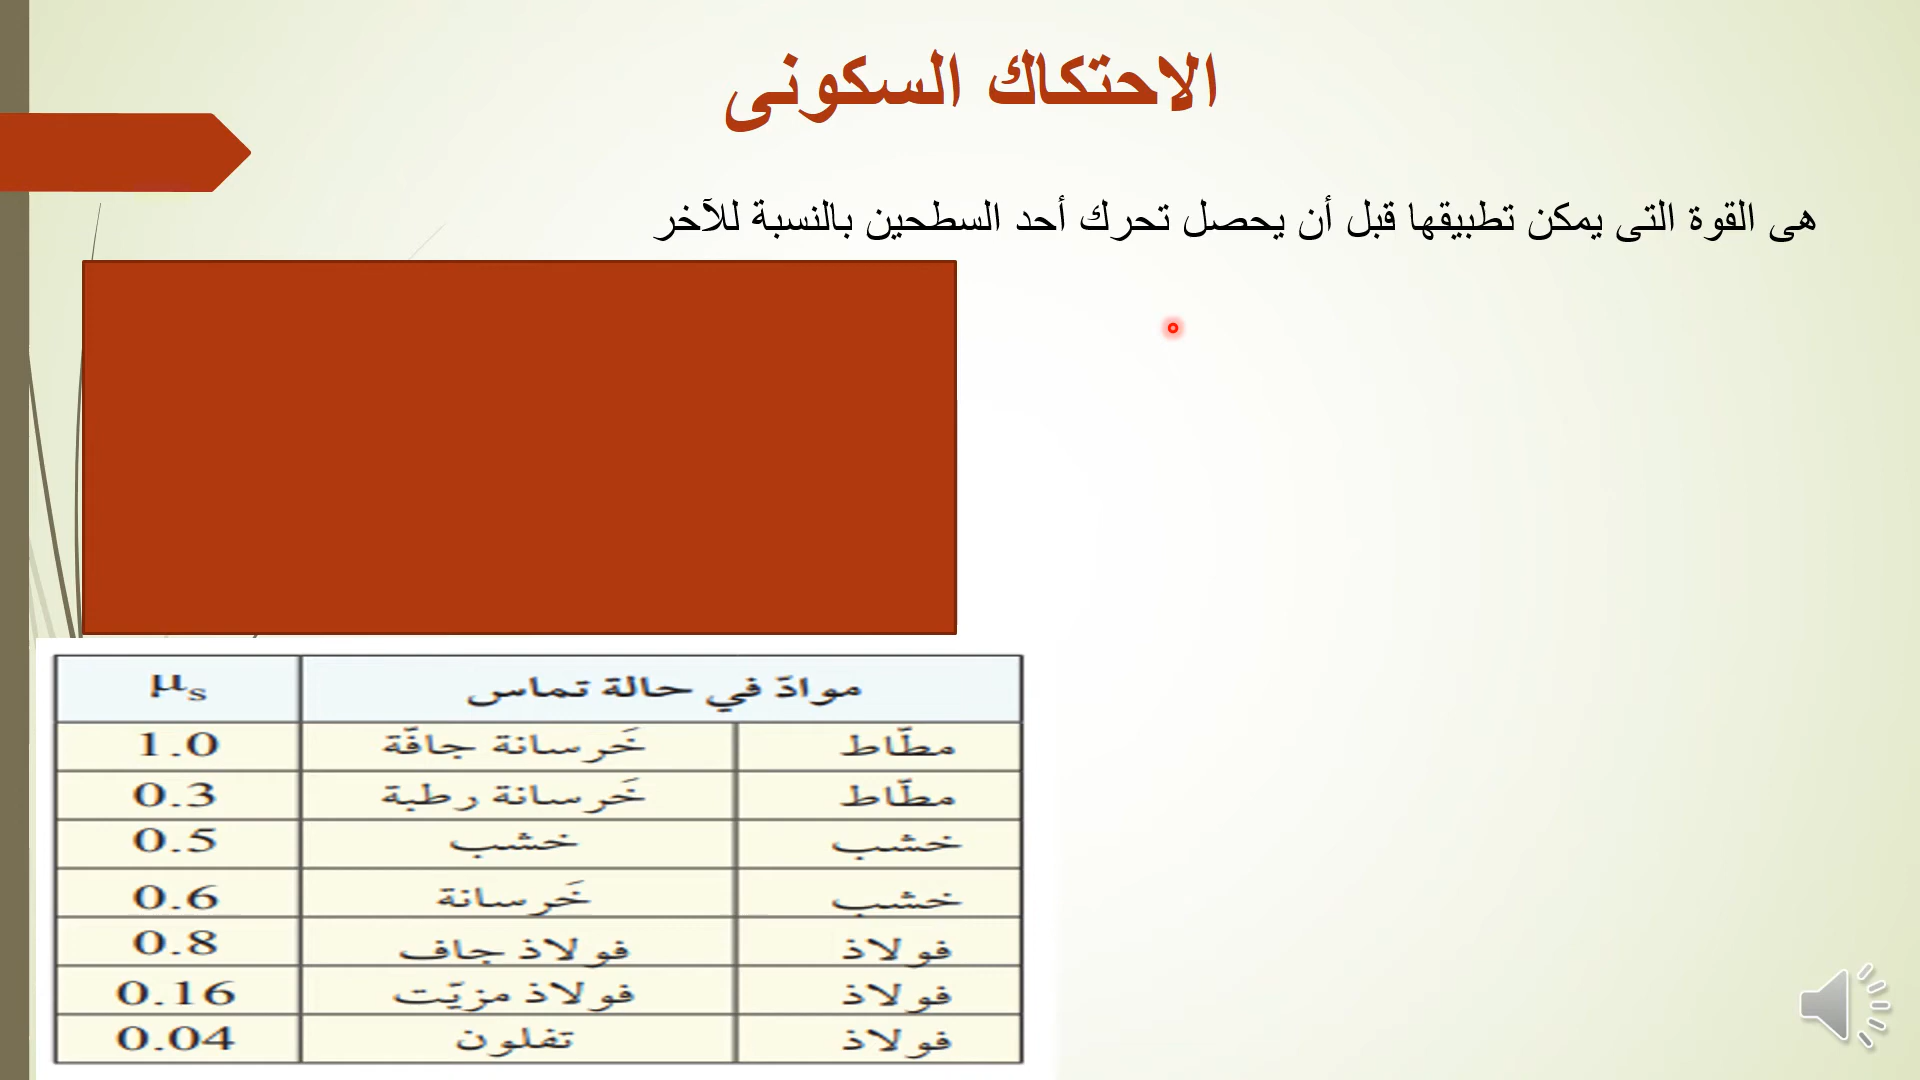 الاحتكاك السكونى
هى القوة التى يمكن تطبيقها قبل أن يحصل تحرك أحد السطحين بالنسبة للآخر
موادّ في حالة تماس μs
مطّاط خَرسانة جافّة 1.0
مطّاط خَرسانة رطبة 0.3
خشب خشب 0.5
خشب خَرسانة 0.6
فولاذ فولاذ جاف 0.8
فولاذ فولاذ مزيّت 0.16
فولاذ تفلون 0.04